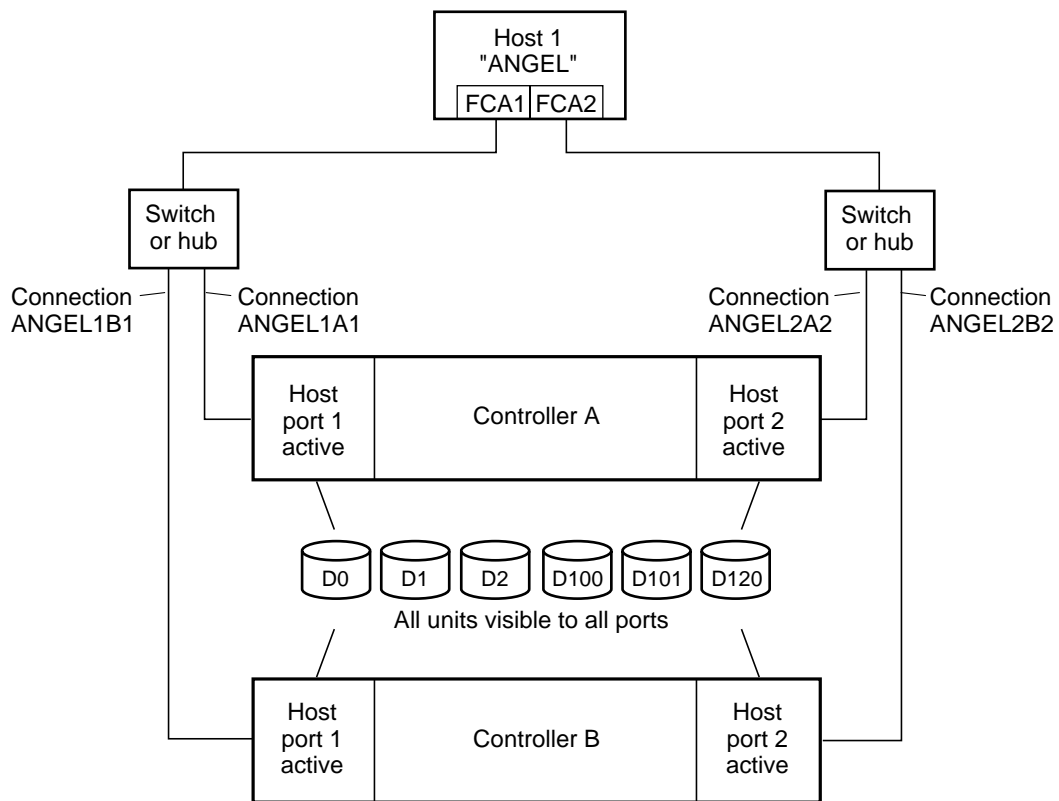 Host 1
"ANGEL"
FCA1 FCA2
Switch
or hub
Switch
or hub
Connection
ANGEL1B1
Connection
ANGEL1A1
Connection
ANGEL2A2
Connection
ANGEL2B2
Host
port 1
active
Controller A
Host
port 2
active
D0 D1 D2 D100 D101 D120
All units visible to all ports
Host
port 1
active
Controller B
Host
port 2
active